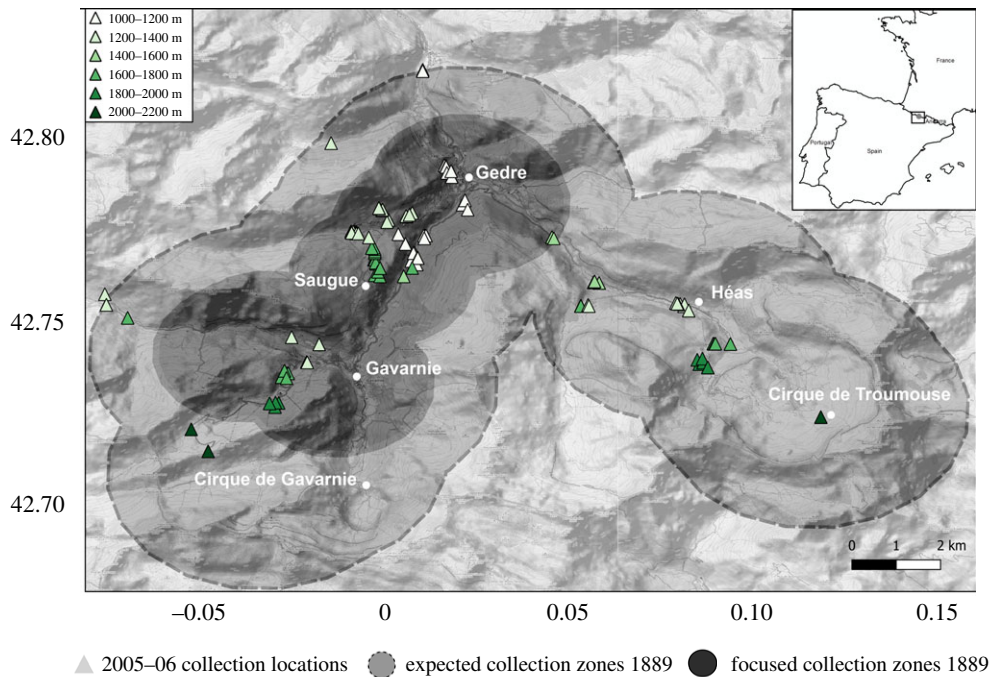 1000–1200 m
1200–1400 m
1400–1600 m
1600–1800 m
1800–2000 m
2000–2200 m
France
Andorra
Portugal
Spain
42.80
42.75
42.70
Gedre
Saugue
Héas
Gavarnie
Cirque de Troumouse
Cirque de Gavarnie
0 1 2 km
–0.05 0 0.05 0.10 0.15
2005–06 collection locations expected collection zones 1889 focused collection zones 1889